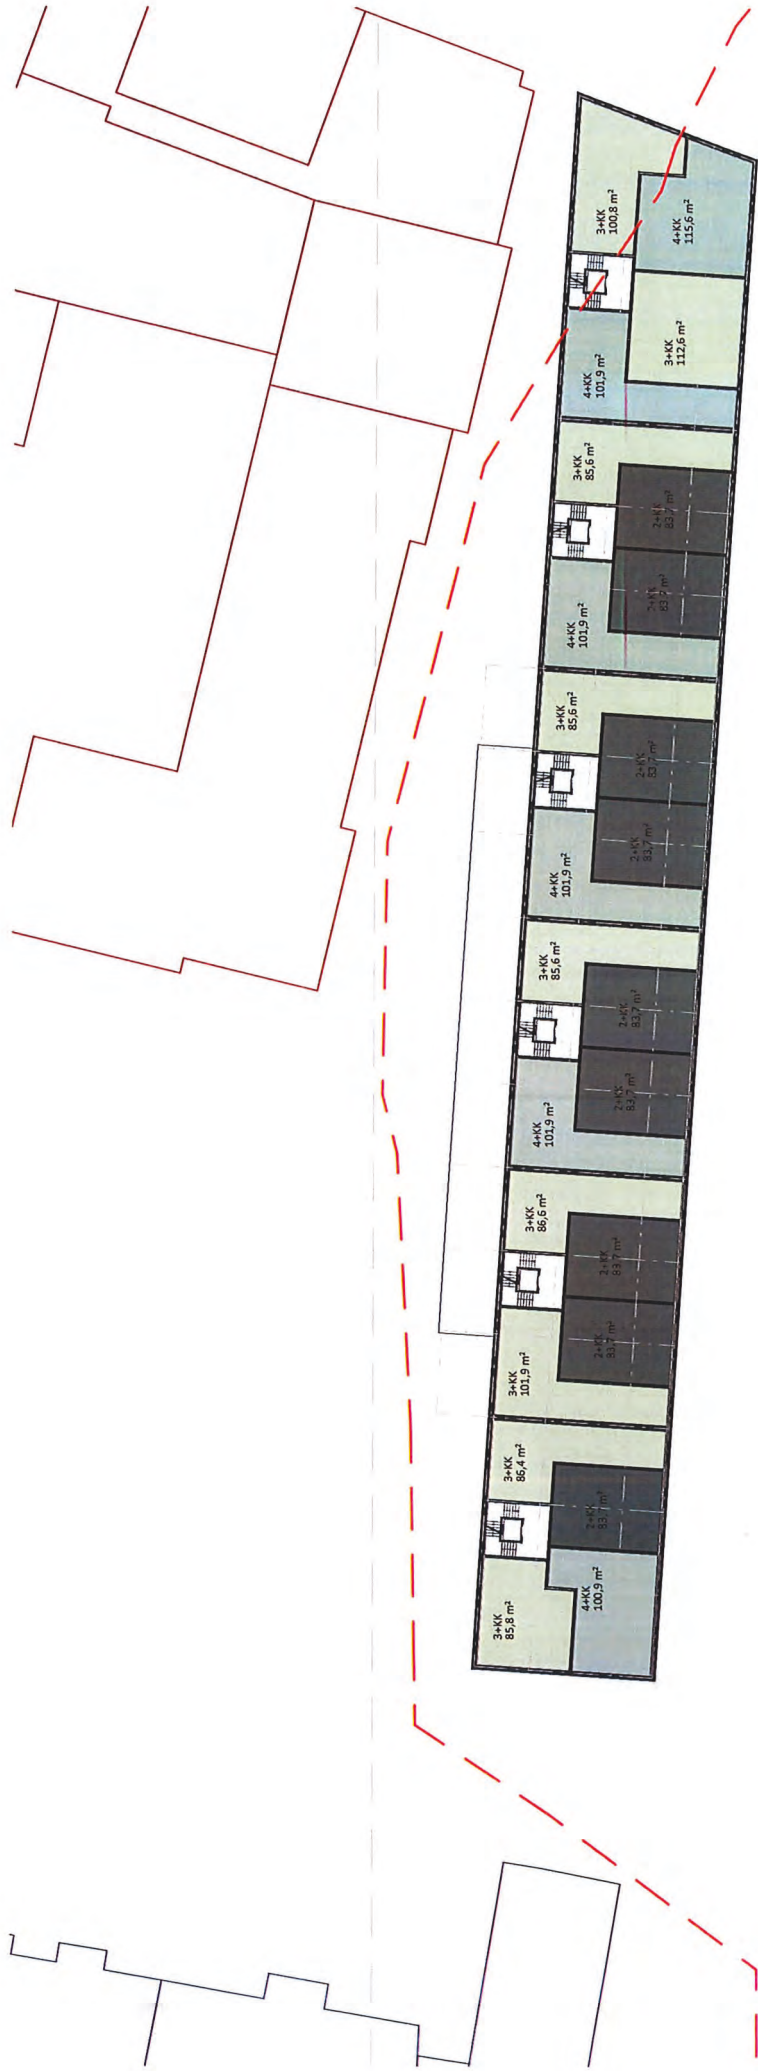 3+KK
100,8 m²
4+KK
115,6 m²
4+KK
101,9 m²
3+KK
112,6 m²
3+KK
85,6 m²
2+KK
83,7 m²
4+KK
101,9 m²
2+KK
83,7 m²
3+KK
85,6 m²
2+KK
83,7 m²
4+KK
101,9 m²
2+KK
83,7 m²
3+KK
85,6 m²
2+KK
83,7 m²
4+KK
101,9 m²
2+KK
83,7 m²
3+KK
86,6 m²
2+KK
83,7 m²
3+KK
101,9 m²
2+KK
83,7 m²
3+KK
86,4 m²
2+KK
83,7 m²
3+KK
85,8 m²
4+KK
100,9 m²